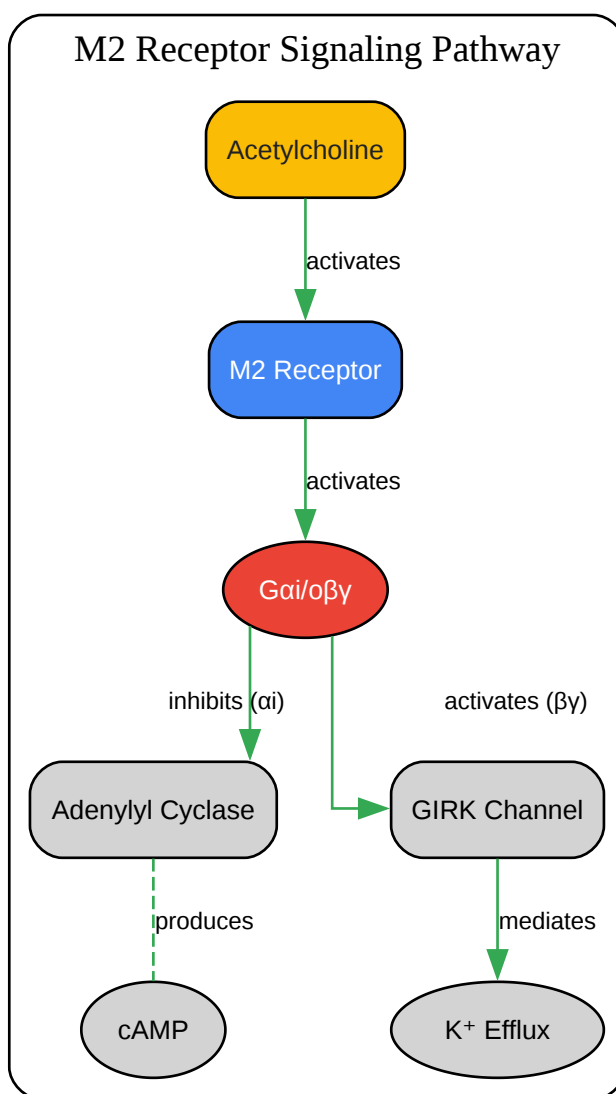 M2 Receptor Signaling Pathway
Acetylcholine
activates
M2 Receptor
activates
Gαi/oβγ
inhibits (αi)
activates (βγ)
Adenylyl Cyclase
GIRK Channel
produces
mediates
cAMP
K⁺ Efflux